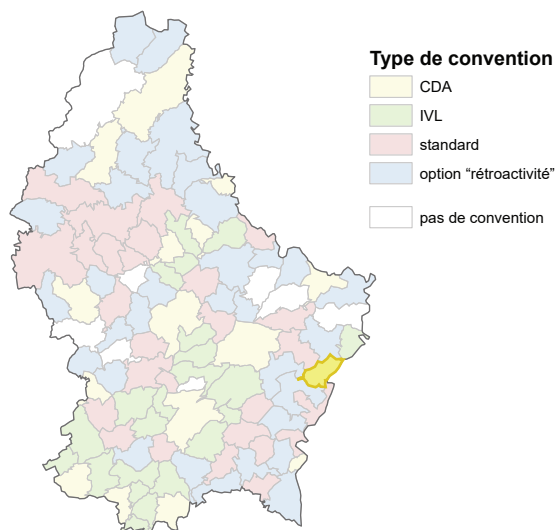 Type de convention
CDA
IVL
standard
option "rétroactivité"
pas de convention